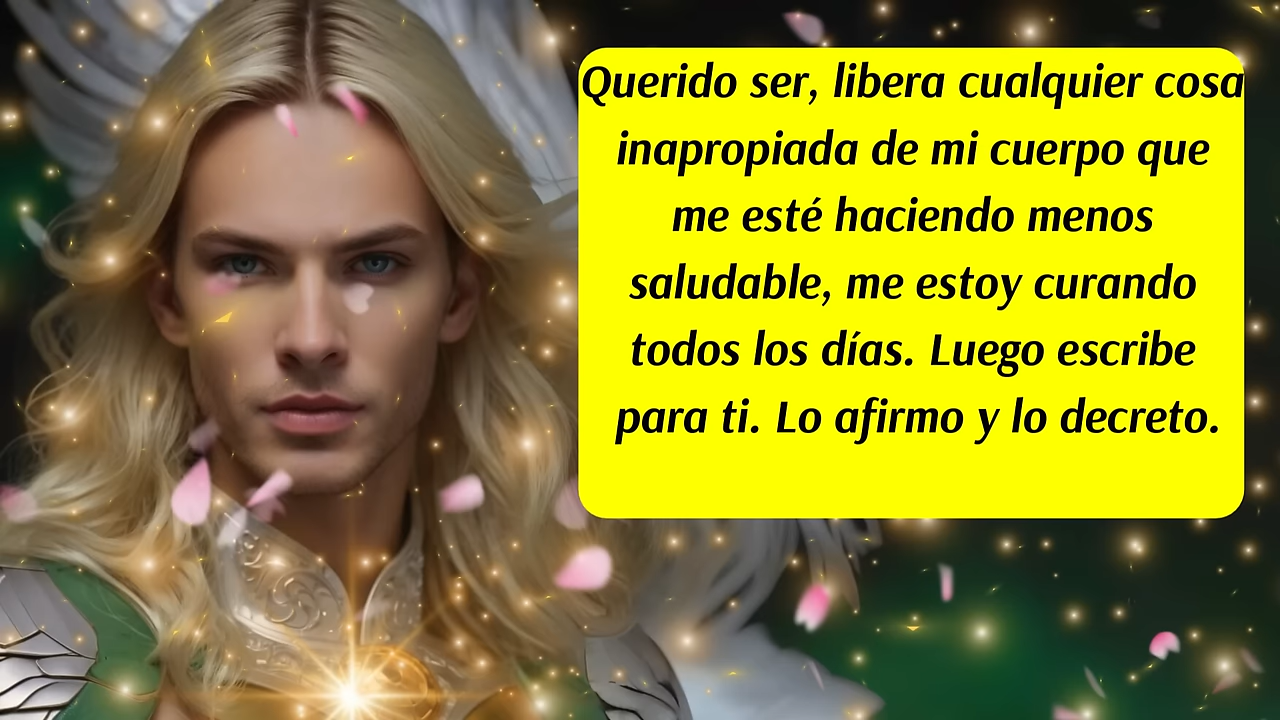 Querido ser, libera cualquier cosa
inapropiada de mi cuerpo que
me esté haciendo menos
saludable, me estoy curando
todos los días. Luego escribe
para ti. Lo afirmo y lo decreto.